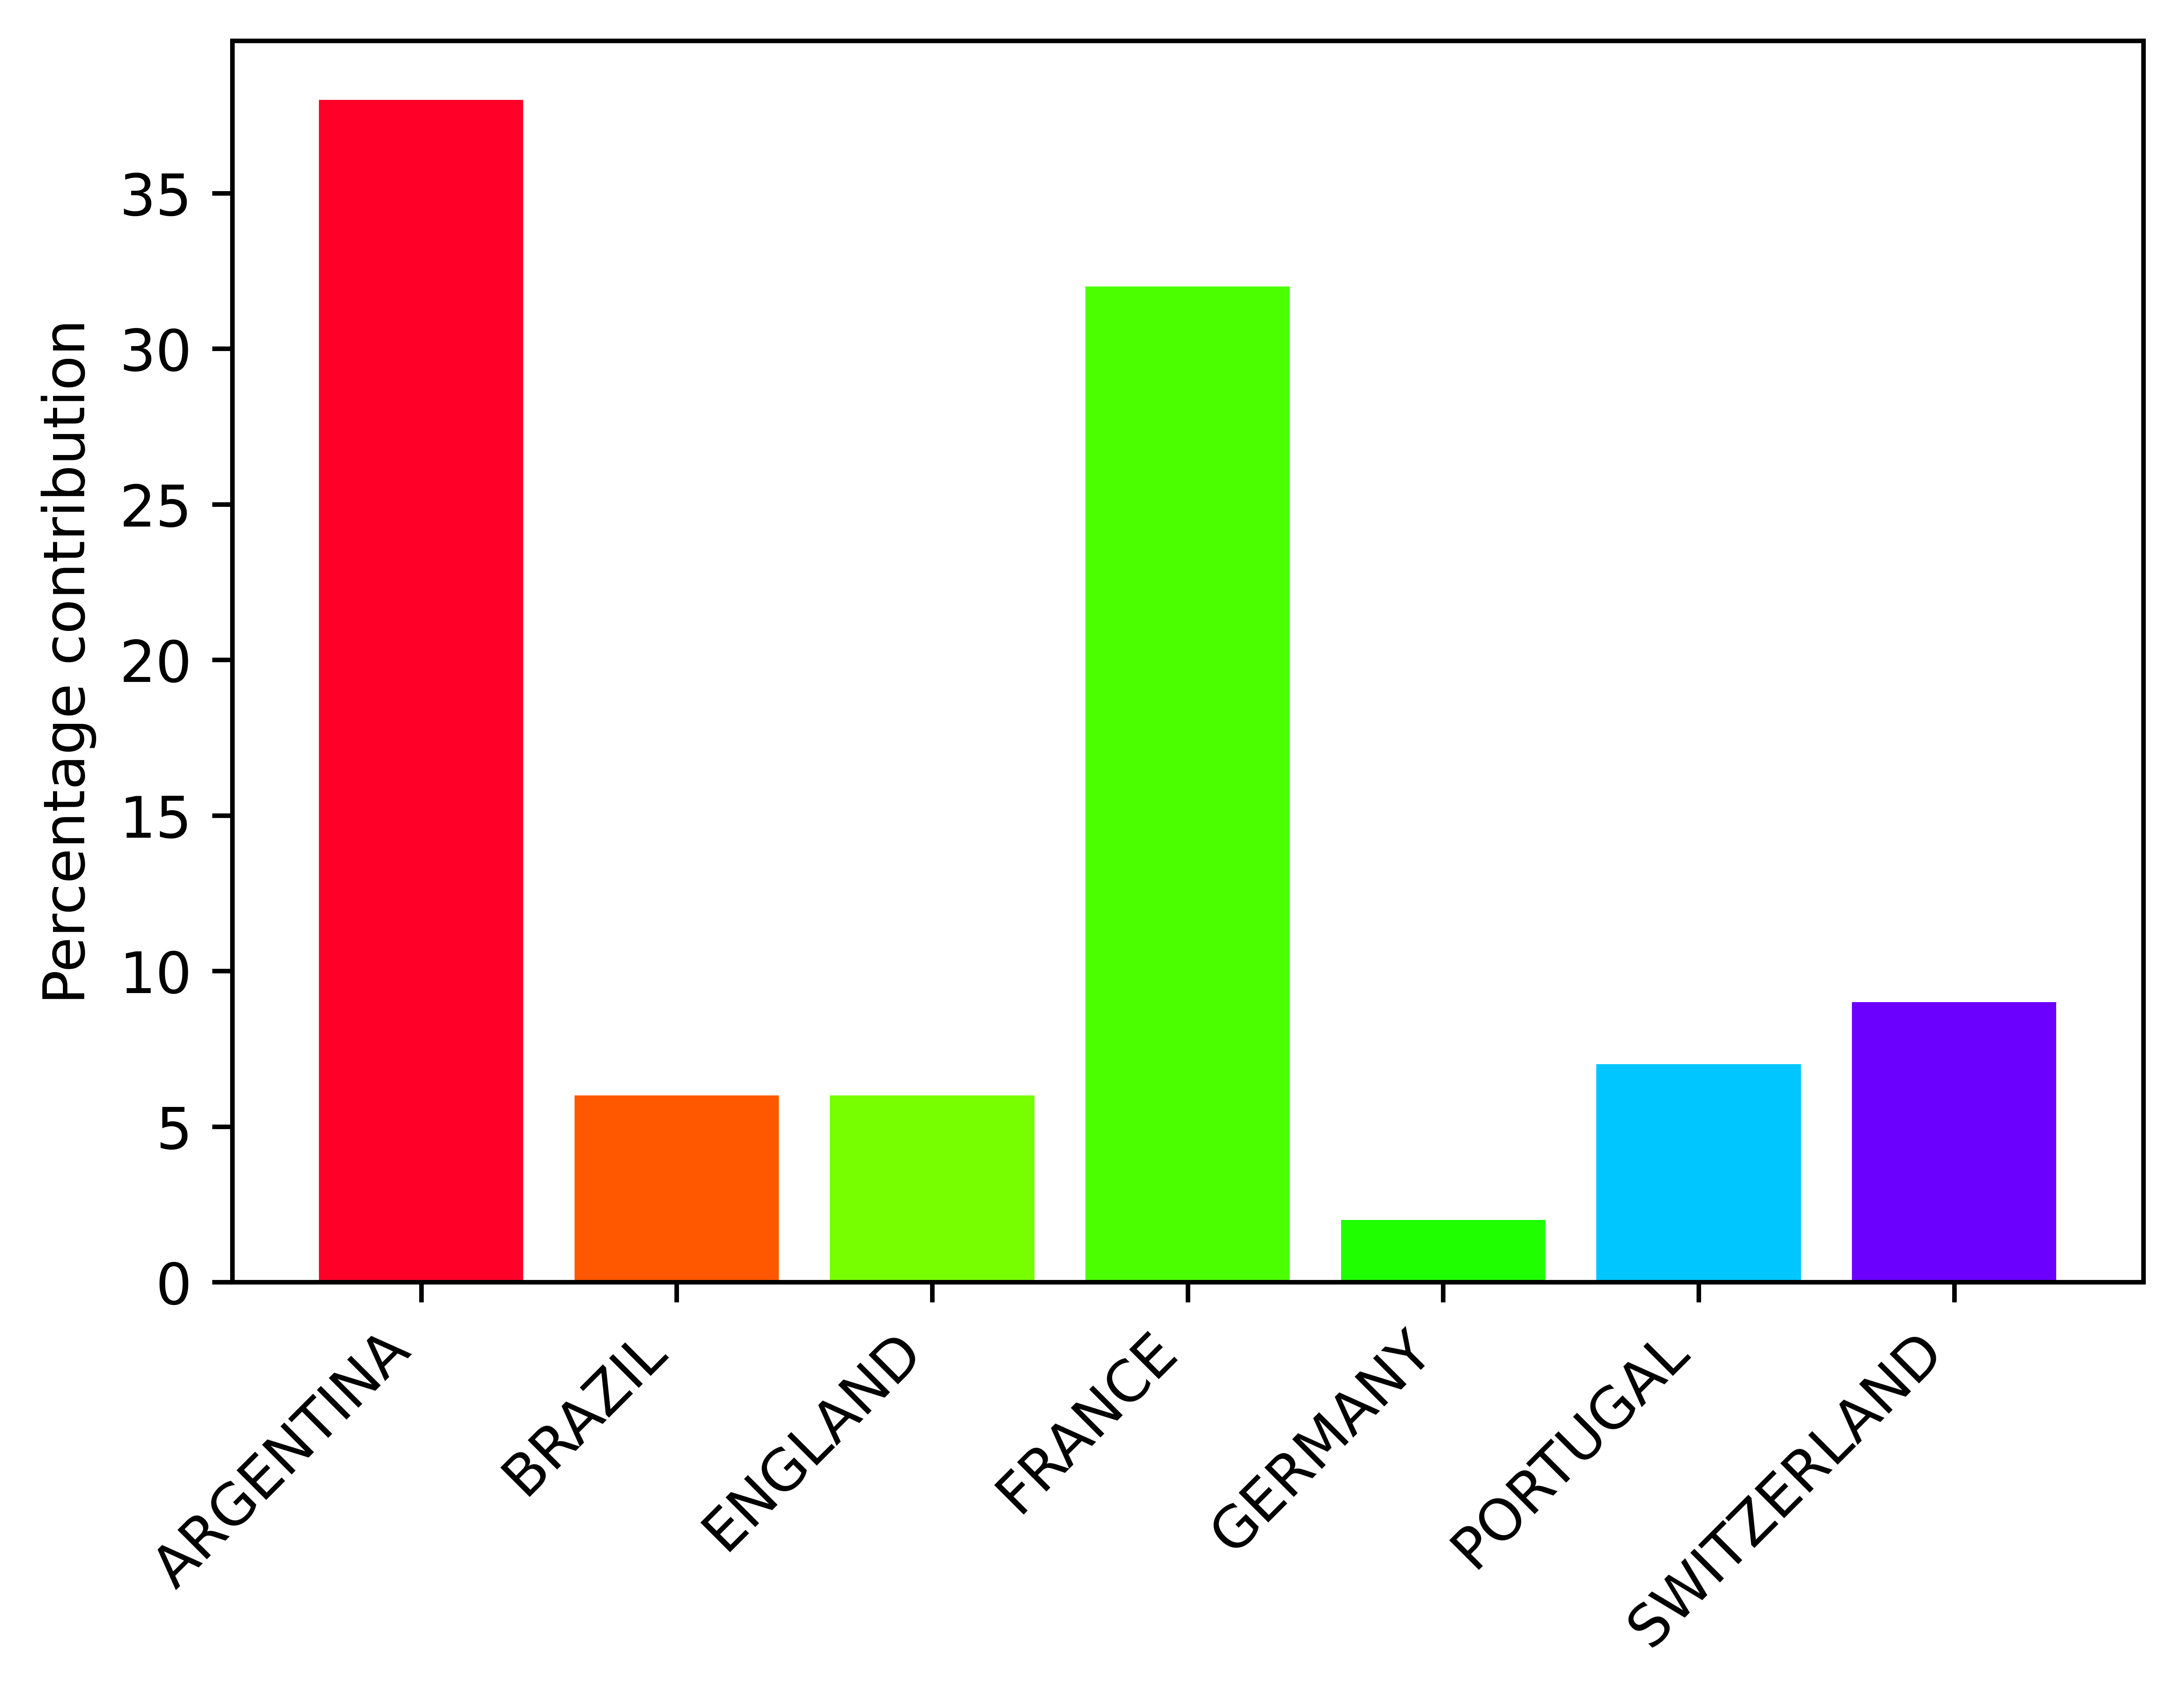 Percentage contribution
35
30
25
20
15
10
5
0
ARGENTINA
BRAZIL
ENGLAND
FRANCE
GERMANY
PORTUGAL
SWITZERLAND